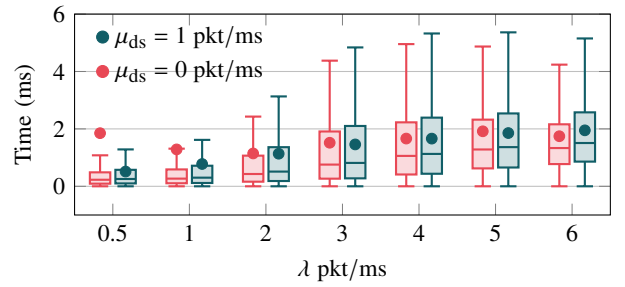 6
4
2
0
Time (ms)
μds = 1 pkt/ms
μds = 0 pkt/ms
0.5 1 2 3 4 5 6
λ pkt/ms